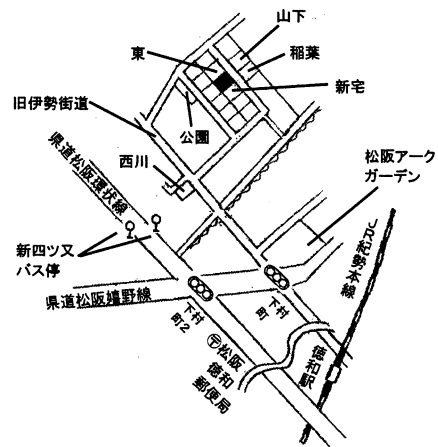 山下
東
稲葉
新宅
旧伊勢街道
公園
西川
県道松阪環状線
松阪アーク
ガーデン
新四ツ又
バス停
JR紀勢本線
県道松阪嬉野線
下村
町2
下村
町
〒松阪
徳和
郵便局
徳和駅